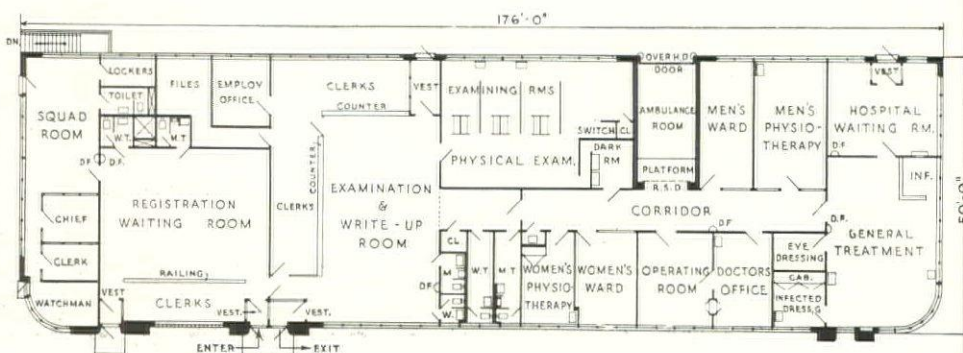 176'-0"
DN.
LOCKERS
FILES
EMPLOY
OFFICE
CLERKS
COUNTER
VEST
EXAMINING RMS
OVERH.D
DOOR
MEN'S
WARD
MEN'S
PHYSIO-
THERAPY
VEST
HOSPITAL
WAITING RM.
SQUAD
ROOM
TOILET
W.T.
M.T.
AMBULANCE
ROOM
SWITCH
CL
DARK
RM
PHYSICAL EXAM.
PLATFORM
R.S.D
D.F
D.F.
D.F
INF.
COUNTER
CLERKS
EXAMINATION
&
WRITE-UP
ROOM
REGISTRATION
WAITING ROOM
CHIEF
CLERK
WATCHMAN
VEST
RAILING
CLERKS
VEST.
VEST.
ENTER
EXIT
CORRIDOR
CL
M
D.F.
W.
W.T.
M.T.
WOMEN'S
PHYSIO-
THERAPY
WOMEN'S
WARD
OPERATING
ROOM
D.F
DOCTORS
OFFICE
EYE
DRESSING
CAB.
INFECTED
DRESS,G
D.F.
GENERAL
TREATMENT
50'-0"